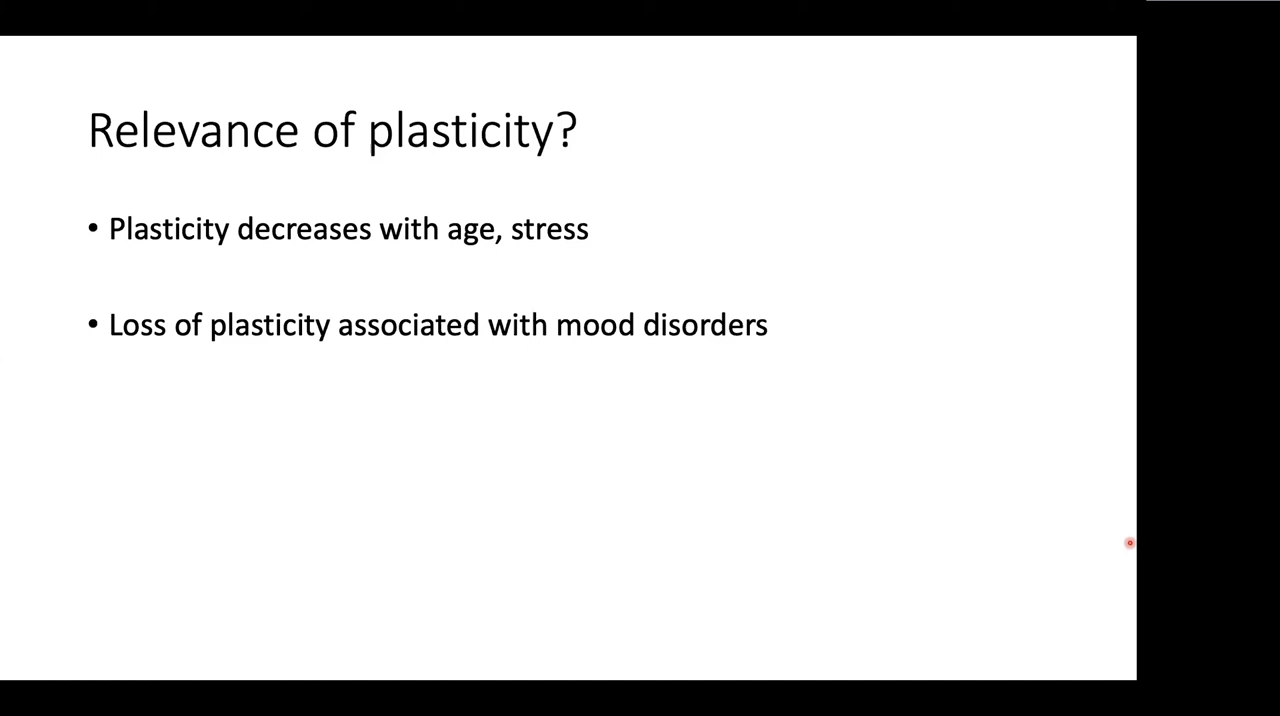 Relevance of plasticity?
• Plasticity decreases with age, stress
• Loss of plasticity associated with mood disorders